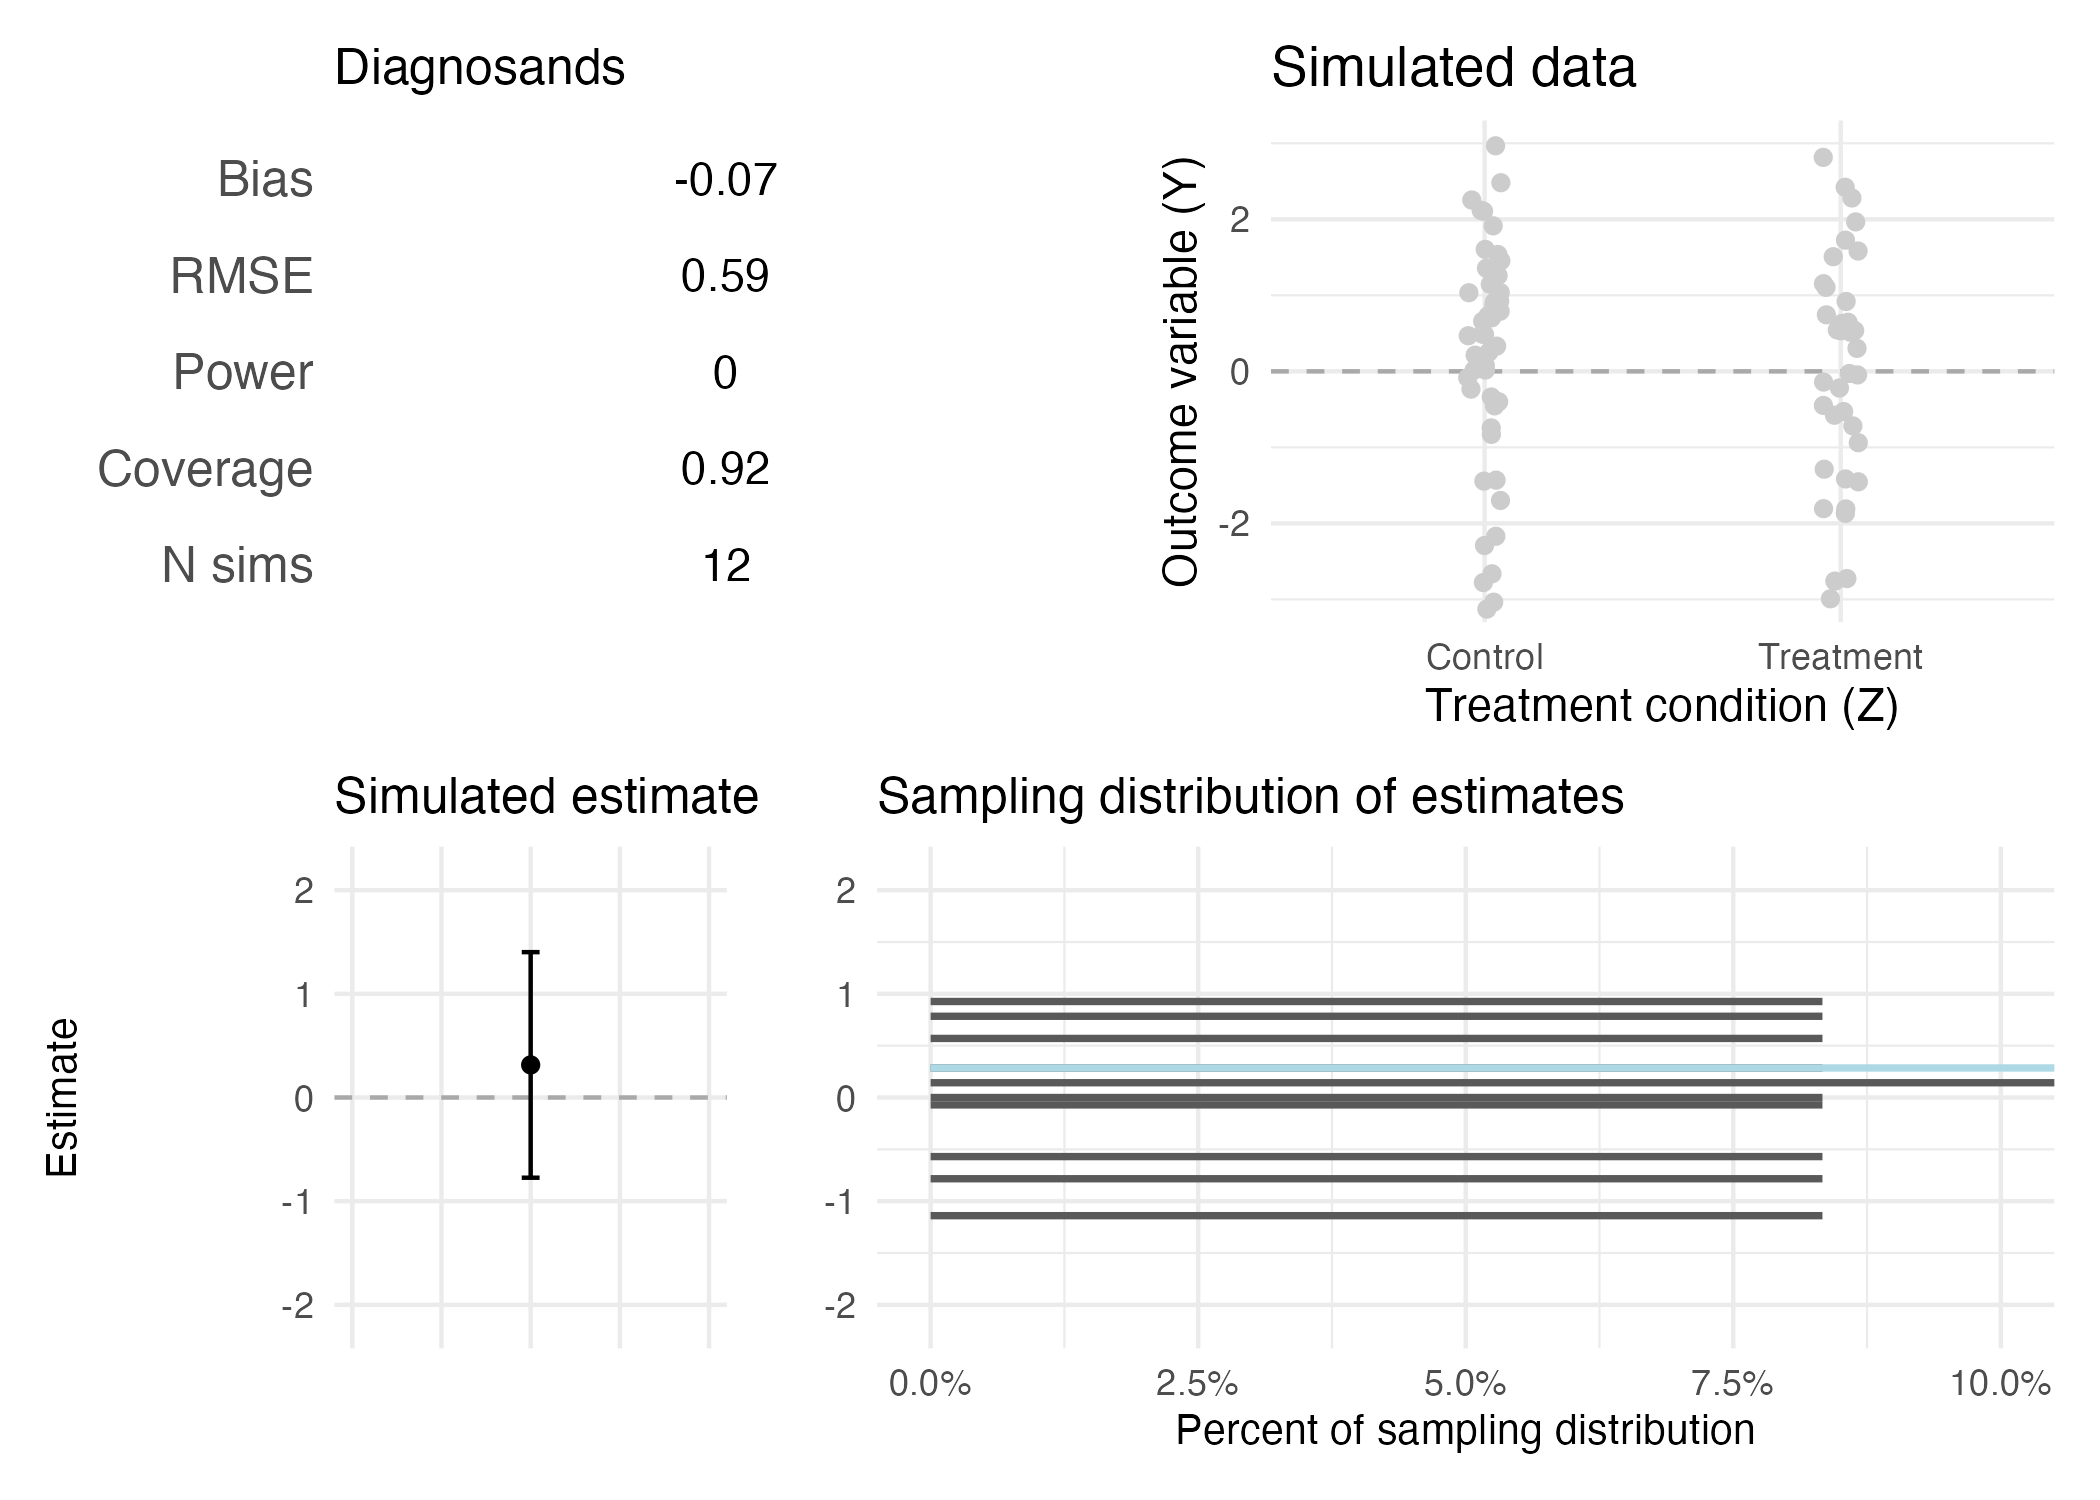 Diagnosands
Bias -0.07
RMSE 0.59
Power 0
Coverage 0.92
N sims 12
Simulated data
Outcome variable (Y)
2
0
-2
Control Treatment
Treatment condition (Z)
Simulated estimate
Estimate
2
1
0
-1
-2
Sampling distribution of estimates
2
1
0
-1
-2
0.0% 2.5% 5.0% 7.5% 10.0%
Percent of sampling distribution